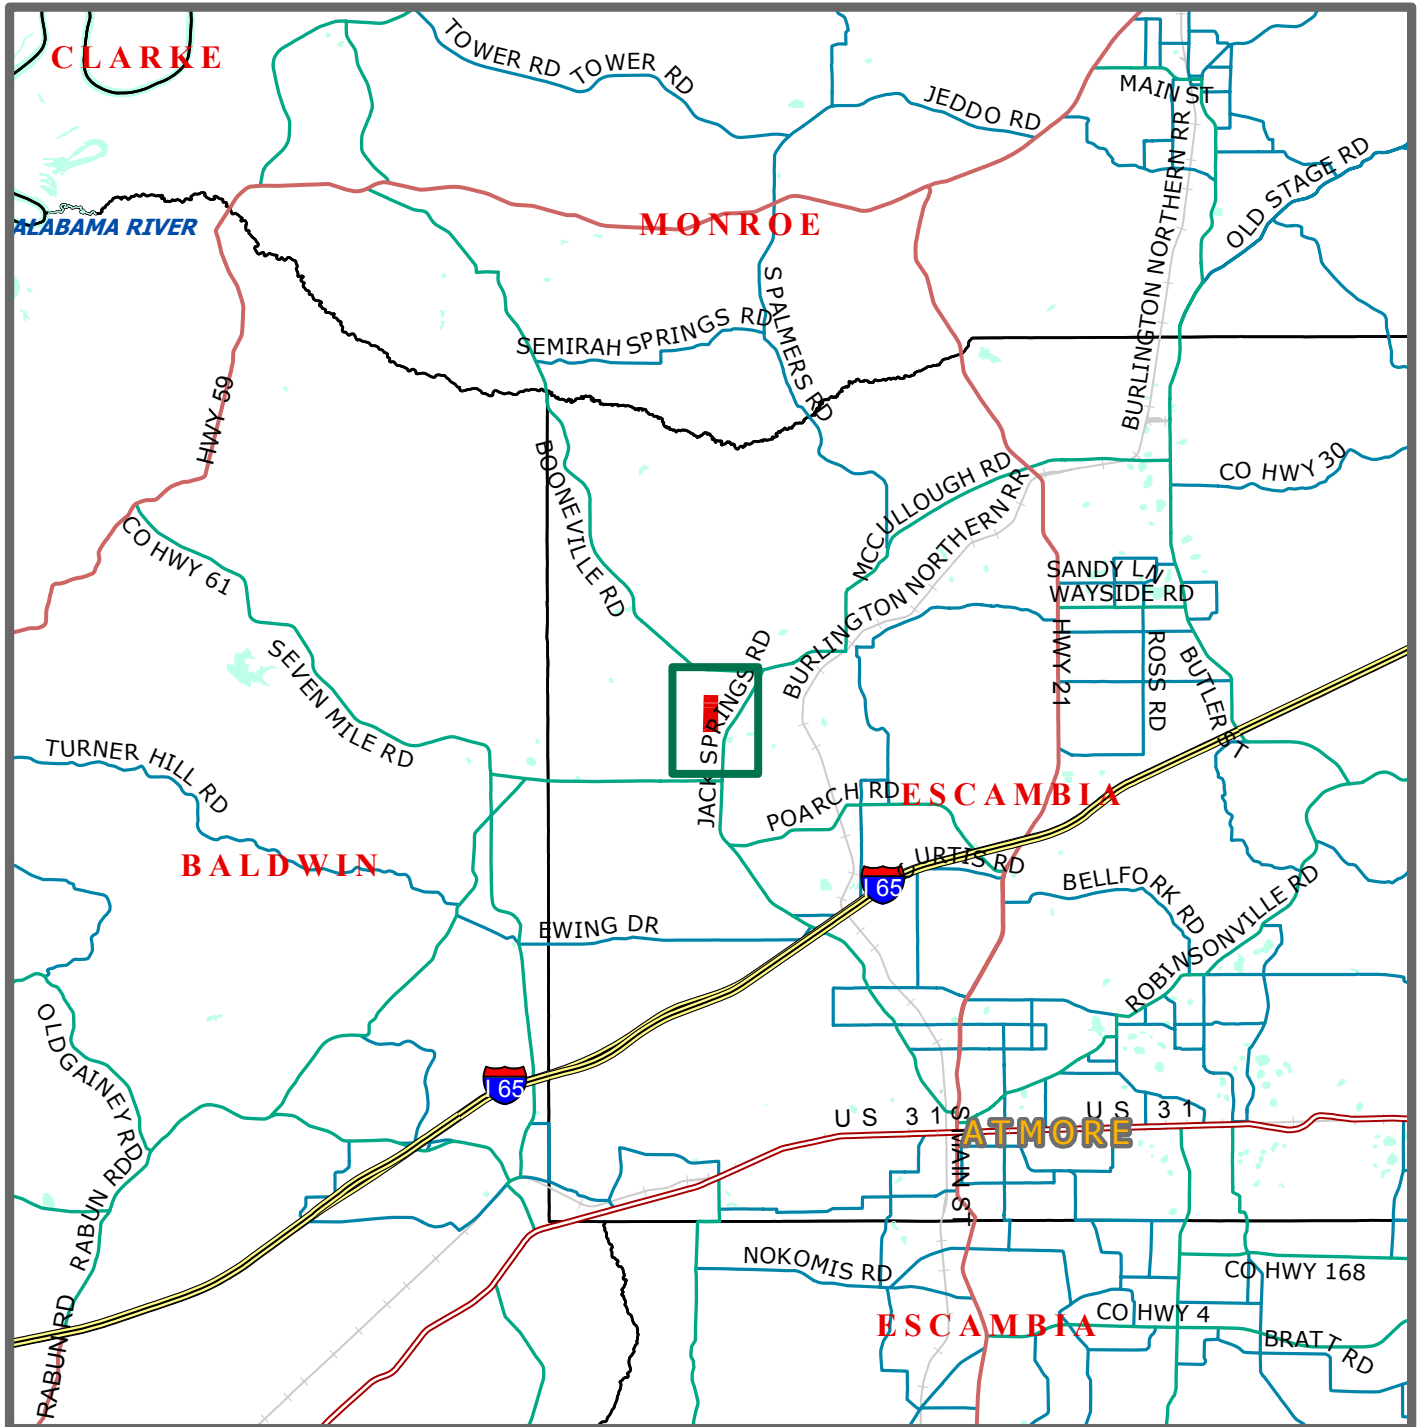 CLARKE
TOWER RD
TOWER RD
JEDDO RD
MAIN ST
OLD STAGE RD
BURLINGTON NORTHERN RR
ALABAMA RIVER
MONROE
S PALMERS RD
SEMIRAH SPRINGS RD
HWY 59
BOONEVILLE RD
MCCULLOUGH RD
BURLINGTON NORTHERN RR
CO HWY 30
CO HWY 61
SANDY LN
WAYSIDE RD
HWY 21
ROSS RD
BUTLER ST
SEVEN MILE RD
JACK SPRINGS RD
TURNER HILL RD
POARCH RD
ESCAMBIA
BALDWIN
CURTIS RD
I 65
BELLFORK RD
ROBINSONVILLE RD
EWING DR
OLD GAINEY RD
I 65
US 31
US 31
ATMORE
S MAIN ST
RABUN RD
NOKOMIS RD
CO HWY 168
ESCAMBIA
CO HWY 4
BRATT RD
RABUN RD